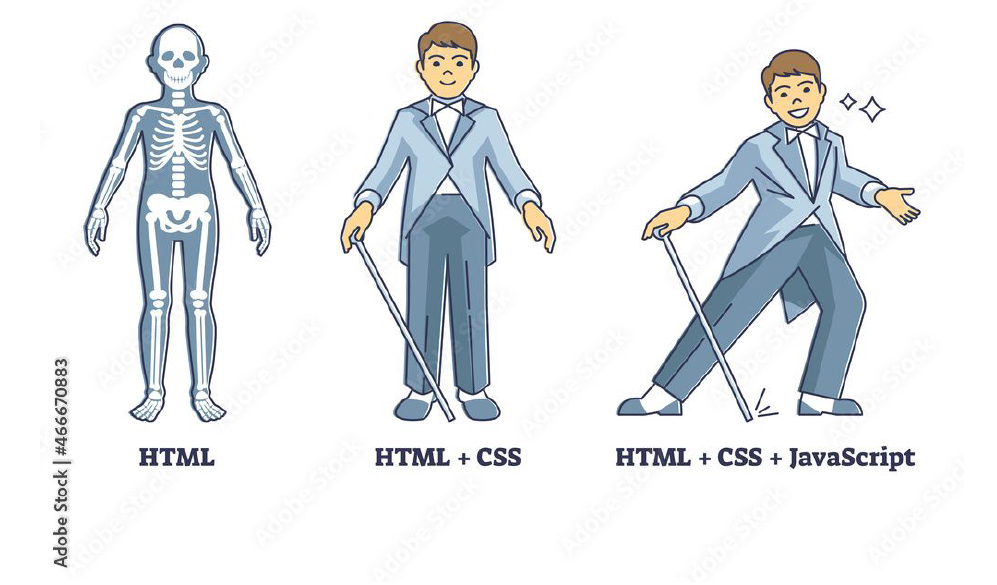 HTML
HTML + CSS
HTML + CSS + JavaScript
Adobe Stock | #466670883